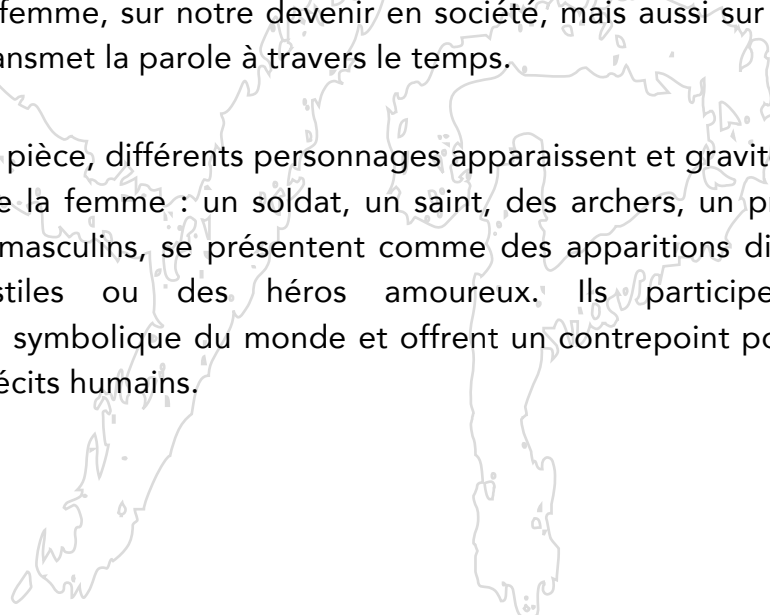 femme, sur notre devenir en société, mais aussi sur
ansmet la parole à travers le temps.
pièce, différents personnages apparaissent et gravit
e la femme : un soldat, un saint, des archers, un p
masculins, se présentent comme des apparitions di
stiles ou des héros amoureux. Ils participe
symbolique du monde et offrent un contrepoint po
écits humains.